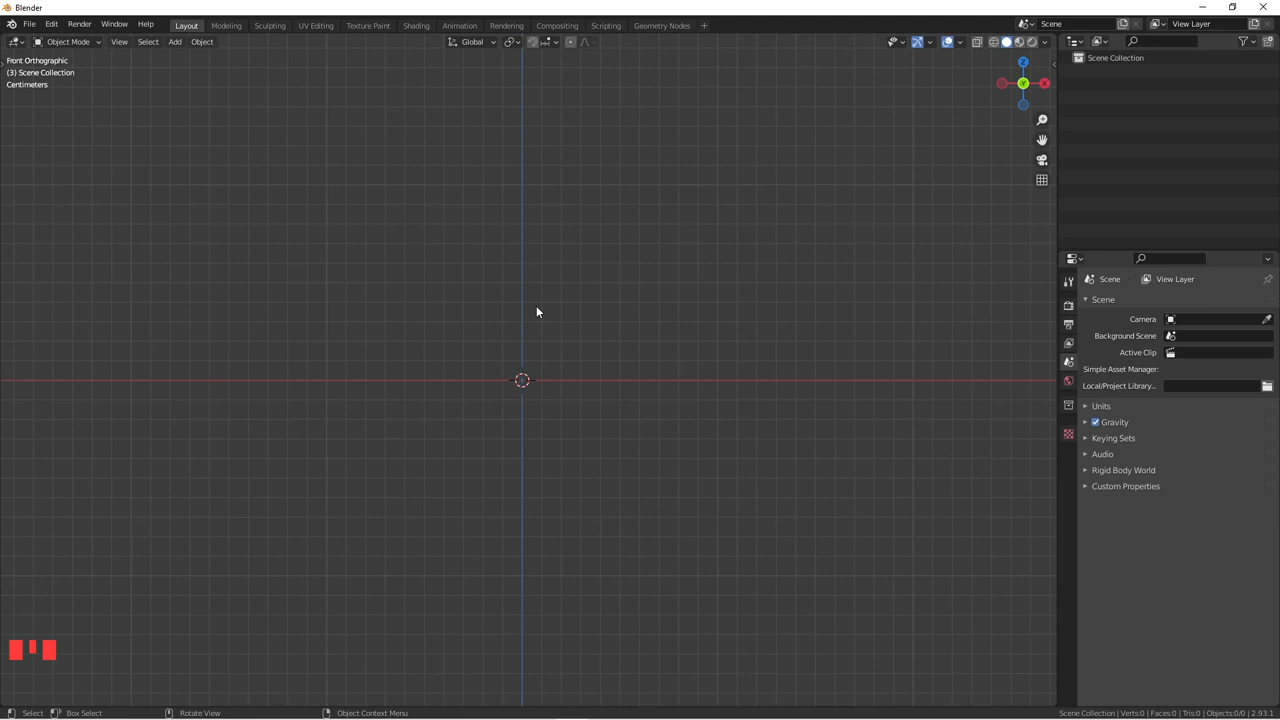 Blender
File Edit Render Window Help Layout Modeling Sculpting UV Editing Texture Paint Shading Animation Rendering Compositing Scripting Geometry Nodes + Scene View Layer
Object Mode View Select Add Object Global
Front Orthographic
(3) Scene Collection
Centimeters
Z
Y
X
Scene Collection
Scene View Layer
Scene
Camera
Background Scene
Active Clip
Simple Asset Manager:
Local/Project Library...
Units
Gravity
Keying Sets
Audio
Rigid Body World
Custom Properties
Select Box Select Rotate View Object Context Menu Scene Collection | Verts:0 | Faces:0 | Tris:0 | Objects:0/0 | 2.93.1